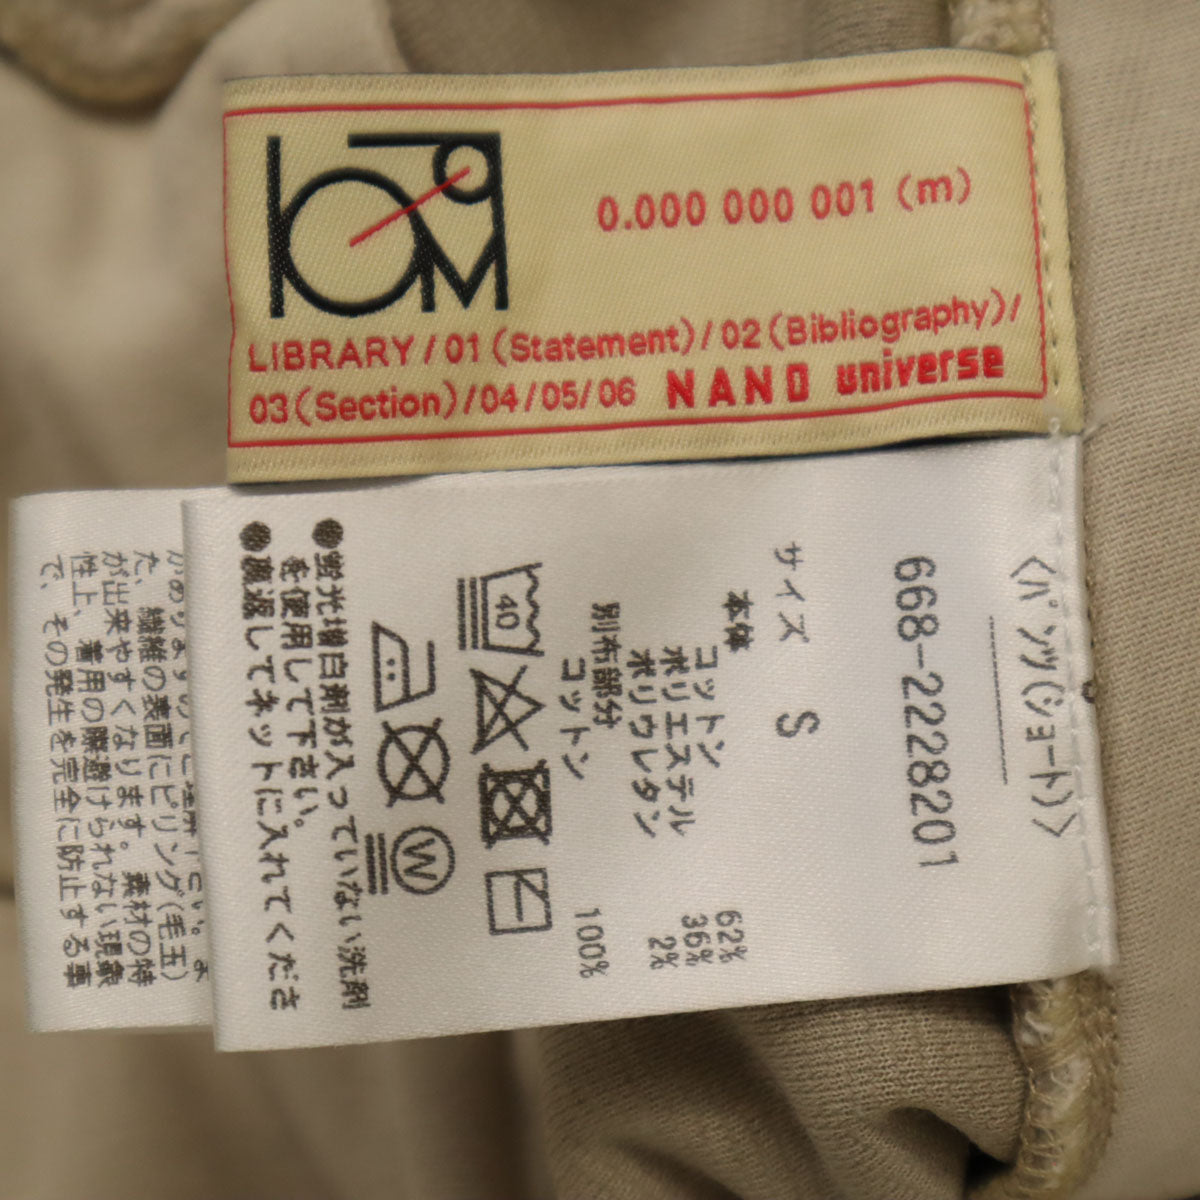 0.000 000 001 (m)
LIBRARY / 01 (Statement) / 02 (Bibliography) /
03 (Section) / 04 / 05 / 06 NANO universe
〈パンツ(ショート)〉
668-2228201
サイズ S
本体
コットン 62%
ポリエステル 36%
ポリウレタン 2%
別布部分
コットン 100%
40
W
●蛍光増白剤が入っていない洗剤
を使用して下さい。
●裏返してネットに入れてくださ
た、繊維の表面にピリング(毛玉)
が出来やすくなります。素材の特
性上、着用の際避けられない現象
で、その発生を完全に防止する事